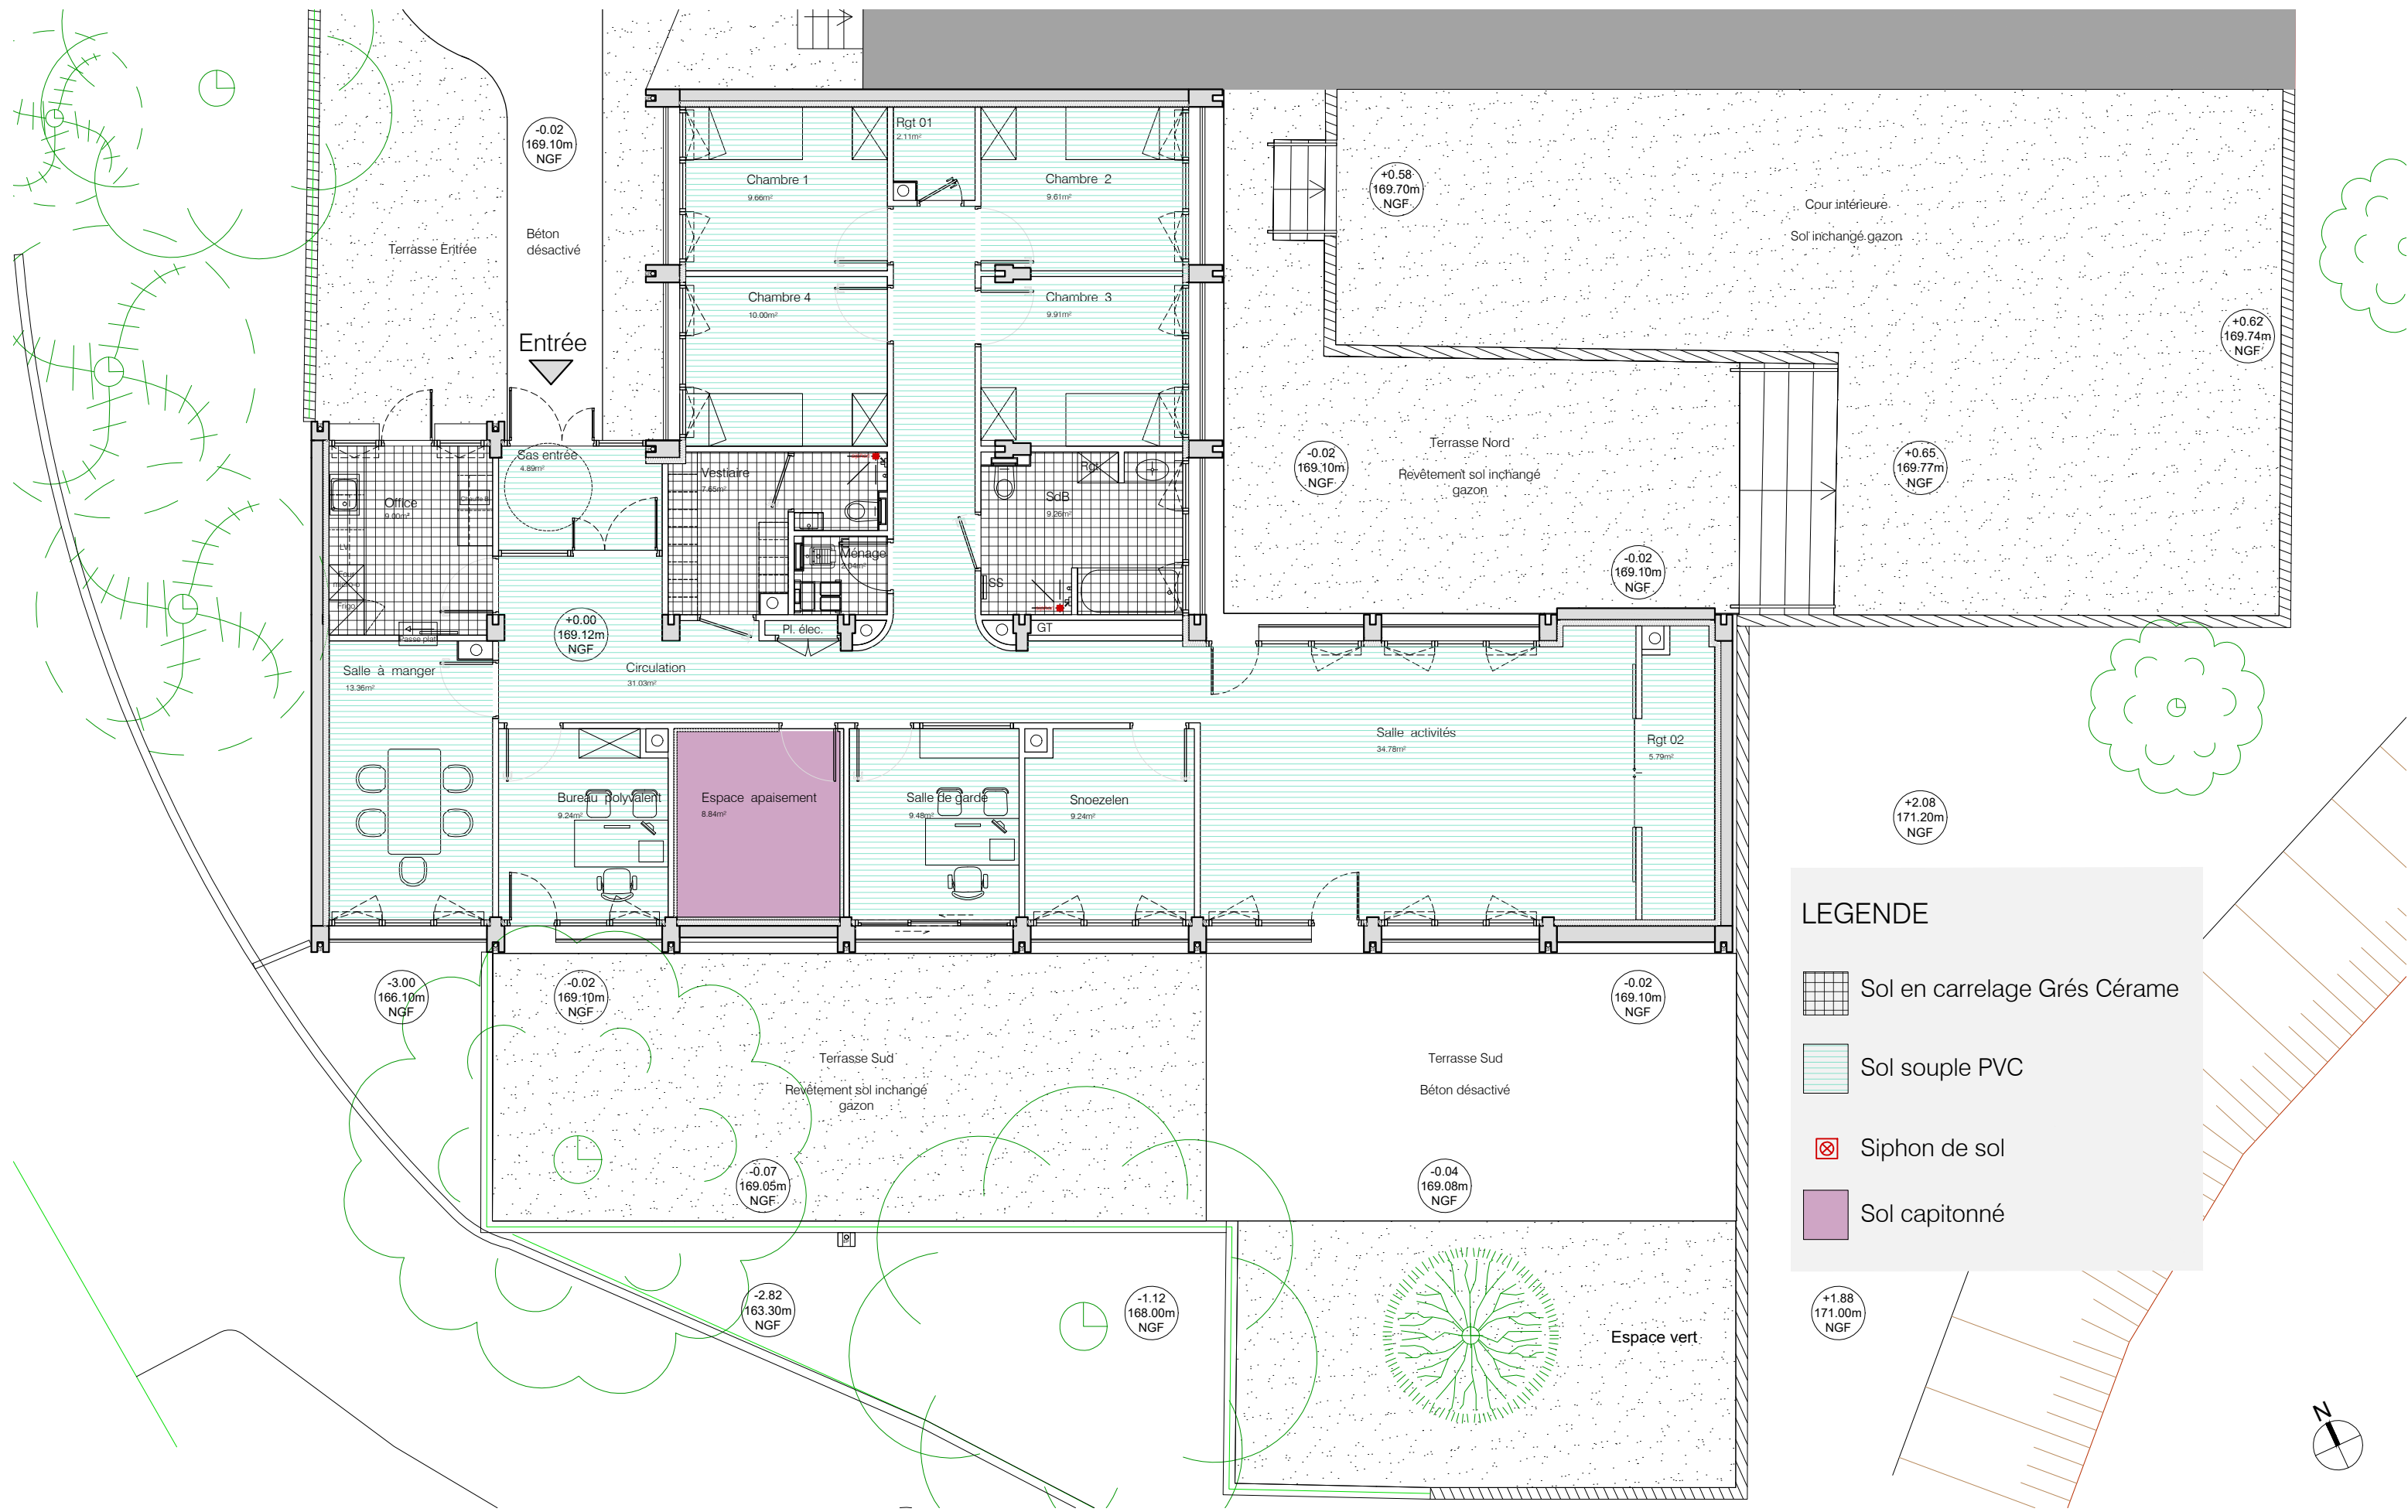 Rgt 01
2.11m²
Chambre 1
9.66m²
Chambre 2
9.61m²
Chambre 4
10.00m²
Chambre 3
9.91m²
-0.02
169.10m
NGF
Terrasse Entrée
Béton
désactivé
Entrée
+0.58
169.70m
NGF
Cour intérieure
Sol inchangé gazon
+0.62
169.74m
NGF
Terrasse Nord
Revêtement sol inchangé
gazon
-0.02
169.10m
NGF
+0.65
169.77m
NGF
-0.02
169.10m
NGF
Sas entrée
4.89m²
Office
9.00m²
LV
Frigo
Passe plat
Vestiaire
7.65m²
Ménage
2.04m²
Rgt
SdB
9.26m²
SS
GT
Pl. élec.
+0.00
169.12m
NGF
Salle à manger
13.36m²
Circulation
31.03m²
Salle activités
34.78m²
Rgt 02
5.79m²
Bureau polyvalent
9.24m²
Espace apaisement
8.84m²
Salle de garde
9.48m²
Snoezelen
9.24m²
+2.08
171.20m
NGF
-3.00
166.10m
NGF
-0.02
169.10m
NGF
-0.02
169.10m
NGF
Terrasse Sud
Revêtement sol inchangé
gazon
Terrasse Sud
Béton désactivé
-0.07
169.05m
NGF
-0.04
169.08m
NGF
-2.82
163.30m
NGF
-1.12
168.00m
NGF
Espace vert
+1.88
171.00m
NGF
LEGENDE
Sol en carrelage Grés Cérame
Sol souple PVC
Siphon de sol
Sol capitonné
N